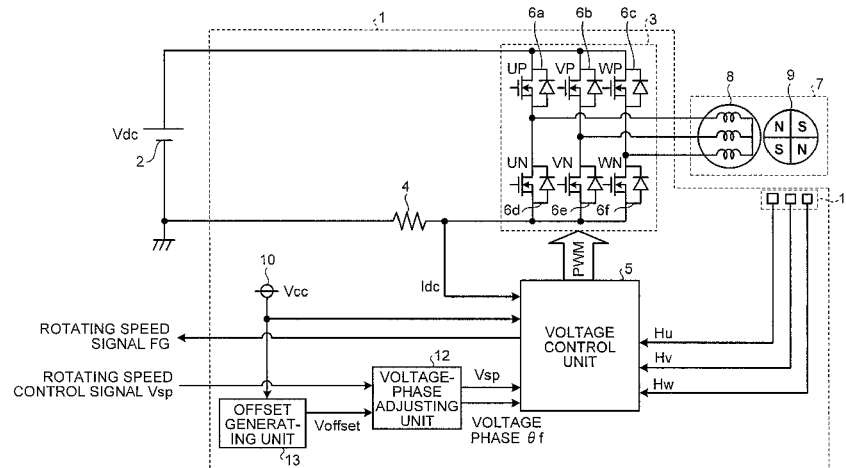 1
6a
6b
6c
3
UP
VP
WP
8
9
7
N
S
S
N
Vdc
2
4
UN
VN
WN
6d
6e
6f
1
10
Vcc
Idc
PWM
5
VOLTAGE
CONTROL
UNIT
Hu
Hv
Hw
ROTATING SPEED
SIGNAL FG
ROTATING SPEED
CONTROL SIGNAL Vsp
12
VOLTAGE-
PHASE
ADJUSTING
UNIT
Vsp
OFFSET
GENERAT-
ING UNIT
Voffset
VOLTAGE
PHASE θf
13